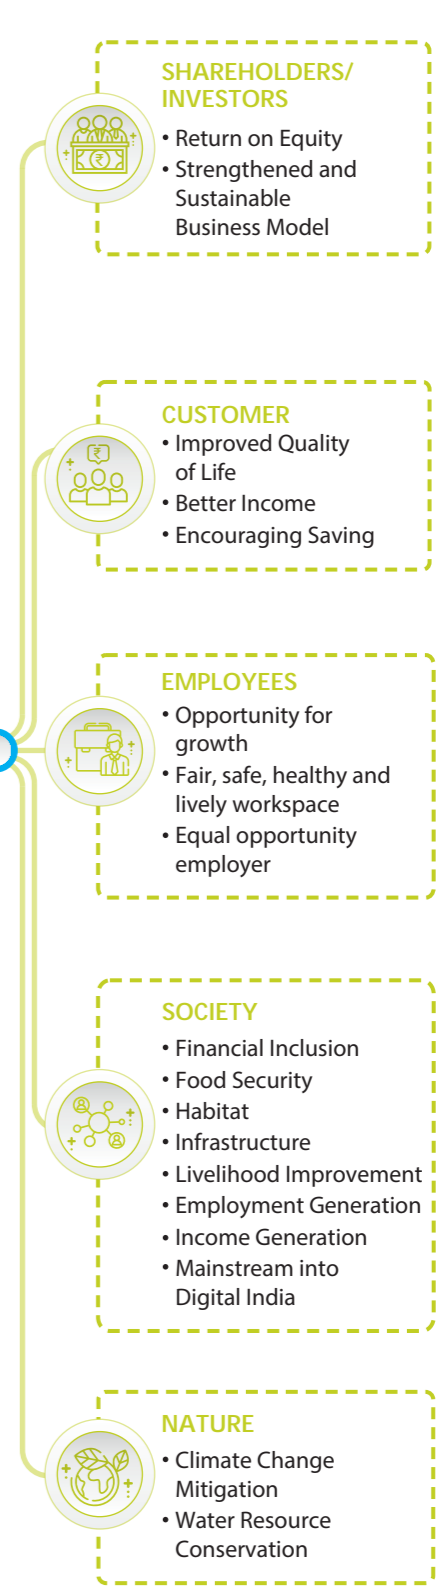 SHAREHOLDERS/
INVESTORS
• Return on Equity
• Strengthened and
Sustainable
Business Model
CUSTOMER
• Improved Quality
of Life
• Better Income
• Encouraging Saving
EMPLOYEES
• Opportunity for
growth
• Fair, safe, healthy and
lively workspace
• Equal opportunity
employer
SOCIETY
• Financial Inclusion
• Food Security
• Habitat
• Infrastructure
• Livelihood Improvement
• Employment Generation
• Income Generation
• Mainstream into
Digital India
NATURE
• Climate Change
Mitigation
• Water Resource
Conservation